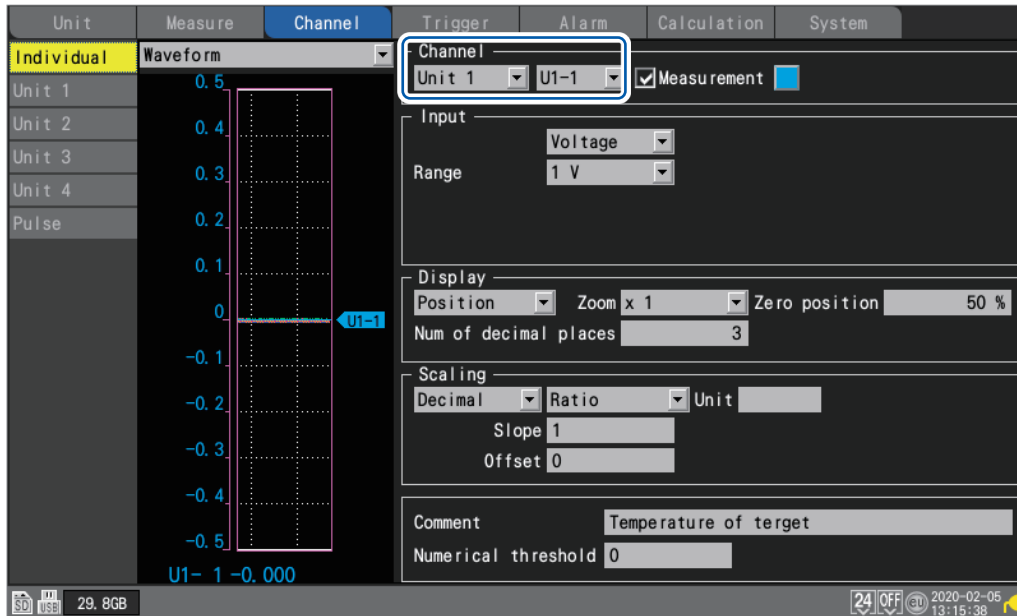 Unit Measure Channel Trigger Alarm Calculation System
Individual
Unit 1
Unit 2
Unit 3
Unit 4
Pulse
Waveform
0.5
0.4
0.3
0.2
0.1
0
U1-1
-0.1
-0.2
-0.3
-0.4
-0.5
U1- 1 -0.000
Channel
Unit 1 U1-1 Measurement
Input
Voltage
Range 1 V
Display
Position Zoom x 1 Zero position 50 %
Num of decimal places 3
Scaling
Decimal Ratio Unit
Slope 1
Offset 0
Comment Temperature of terget
Numerical threshold 0
SD USB 29.8GB
24 OFF EU 2020-02-05
13:15:38